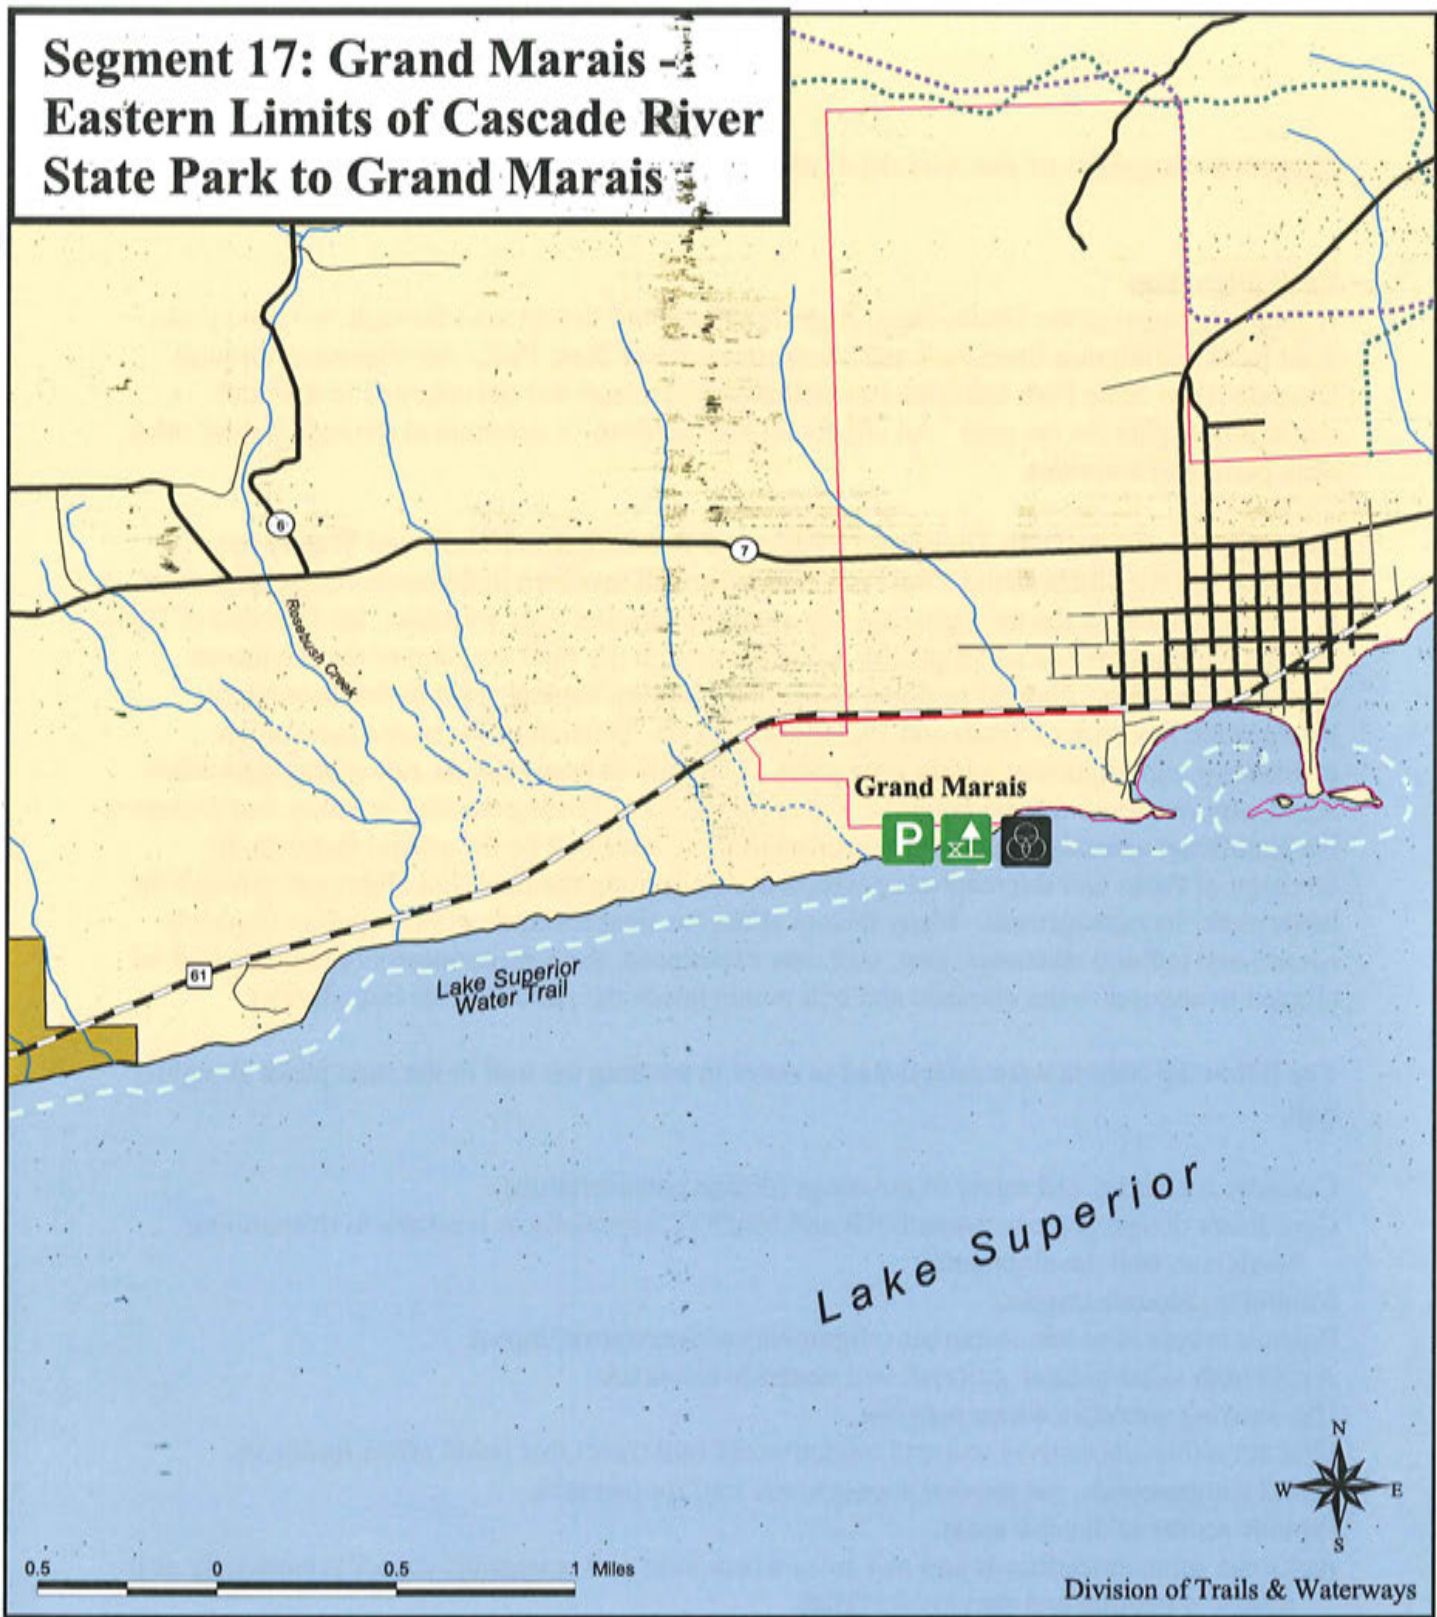 Segment 17: Grand Marais -
Eastern Limits of Cascade River
State Park to Grand Marais
6
7
Rosebush Creek
Grand Marais
P
61
Lake Superior
Water Trail
Lake Superior
N
W E
S
0.5 0 0.5 1 Miles
Division of Trails & Waterways